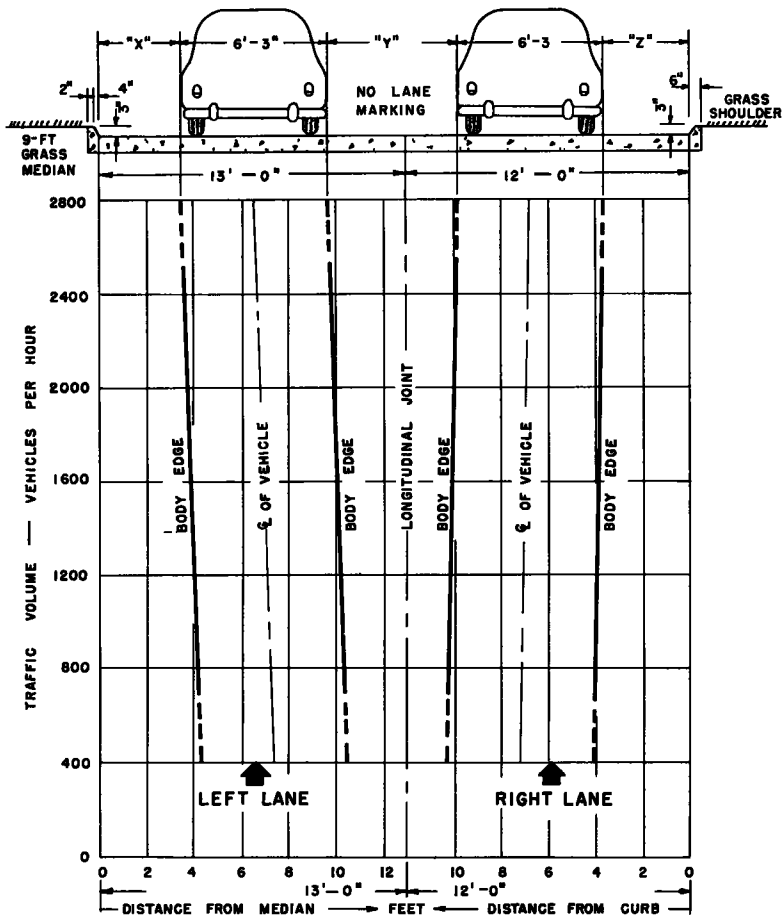 "X" 6'-3" "Y" 6'-3 "Z"
2" 4" 6"
3" 3"
NO LANE
MARKING
GRASS
SHOULDER
9-FT
GRASS
MEDIAN
13'-0" 12'-0"
2800
2400
2000
1600
1200
800
400
0
TRAFFIC VOLUME — VEHICLES PER HOUR
BODY EDGE
℄ OF VEHICLE
BODY EDGE
LONGITUDINAL JOINT
BODY EDGE
℄ OF VEHICLE
BODY EDGE
LEFT LANE RIGHT LANE
0 2 4 6 8 10 12 10 8 6 4 2 0
13'-0" 12'-0"
DISTANCE FROM MEDIAN FEET DISTANCE FROM CURB